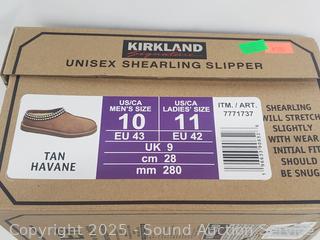 KIRKLAND
Signature
UNISEX SHEARLING SLIPPER
US/CA
MEN'S SIZE
10
EU 43
US/CA
LADIES' SIZE
11
EU 42
UK 9
cm 28
mm 280
ITM. / ART.
7771737
TAN
HAVANE
SHEARLING
WILL STRETCH
SLIGHTLY
WITH WEAR
INITIAL FIT
SHOULD
BE SNUG
Copyright © 2025 - Sound Auction Service